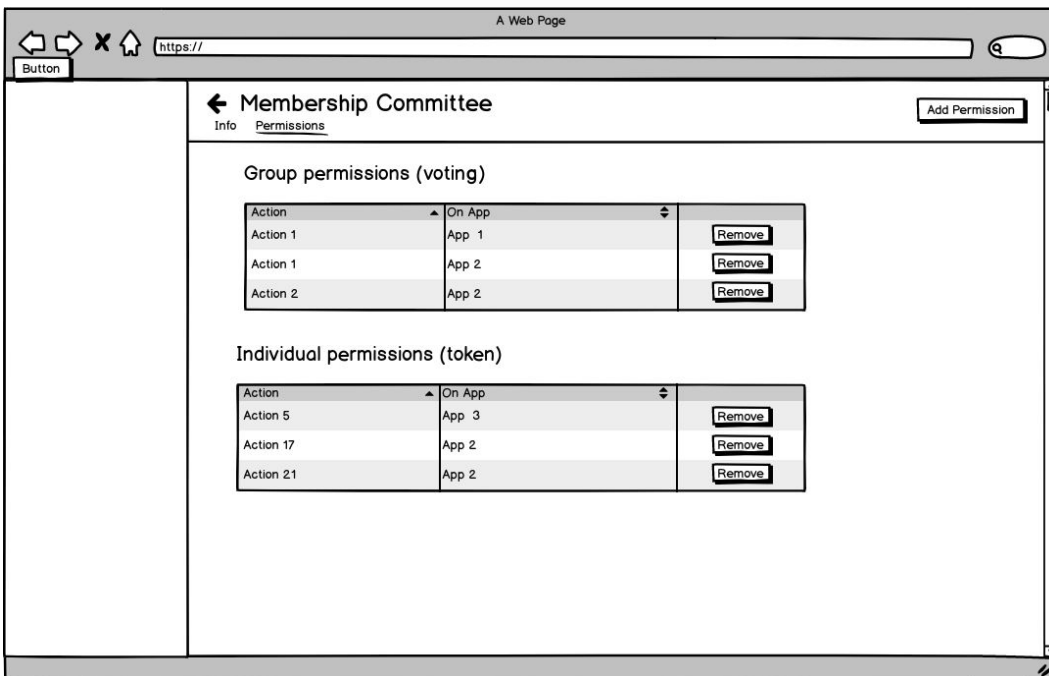 A Web Page
https://
Button
Membership Committee
Add Permission
Info Permissions
Group permissions (voting)
Action On App
Action 1 App 1 Remove
Action 1 App 2 Remove
Action 2 App 2 Remove
Individual permissions (token)
Action On App
Action 5 App 3 Remove
Action 17 App 2 Remove
Action 21 App 2 Remove